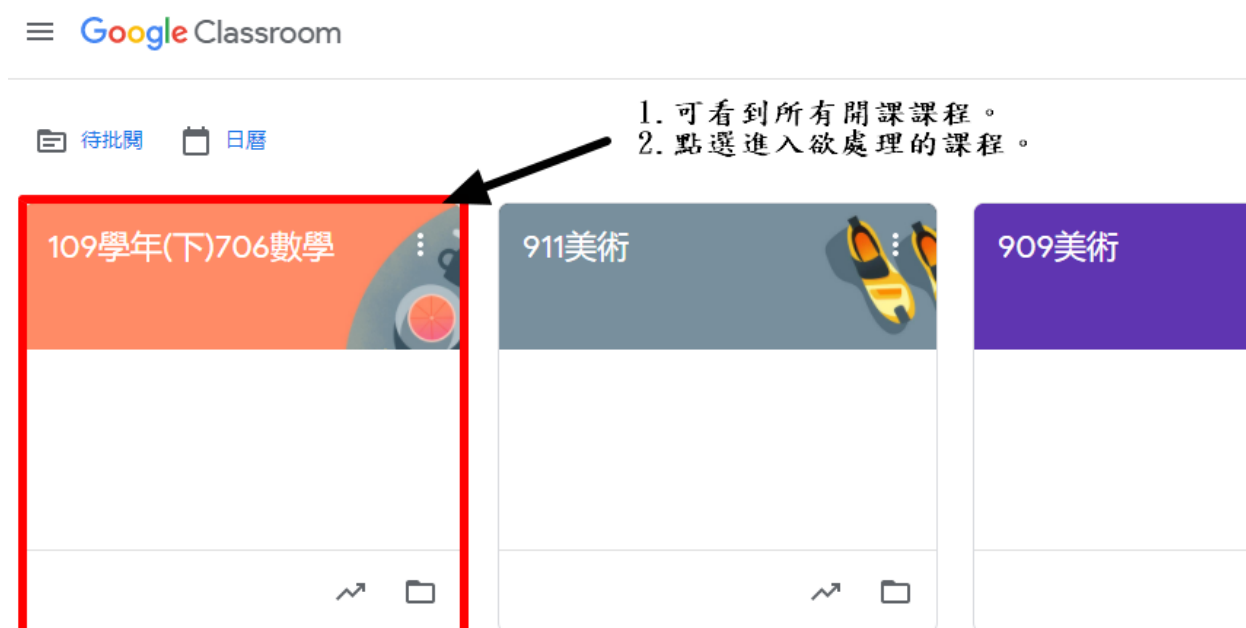 Google Classroom
1. 可看到所有開課課程。
2. 點選進入欲處理的課程。
待批閱 日曆
109學年(下)706數學
911美術
909美術